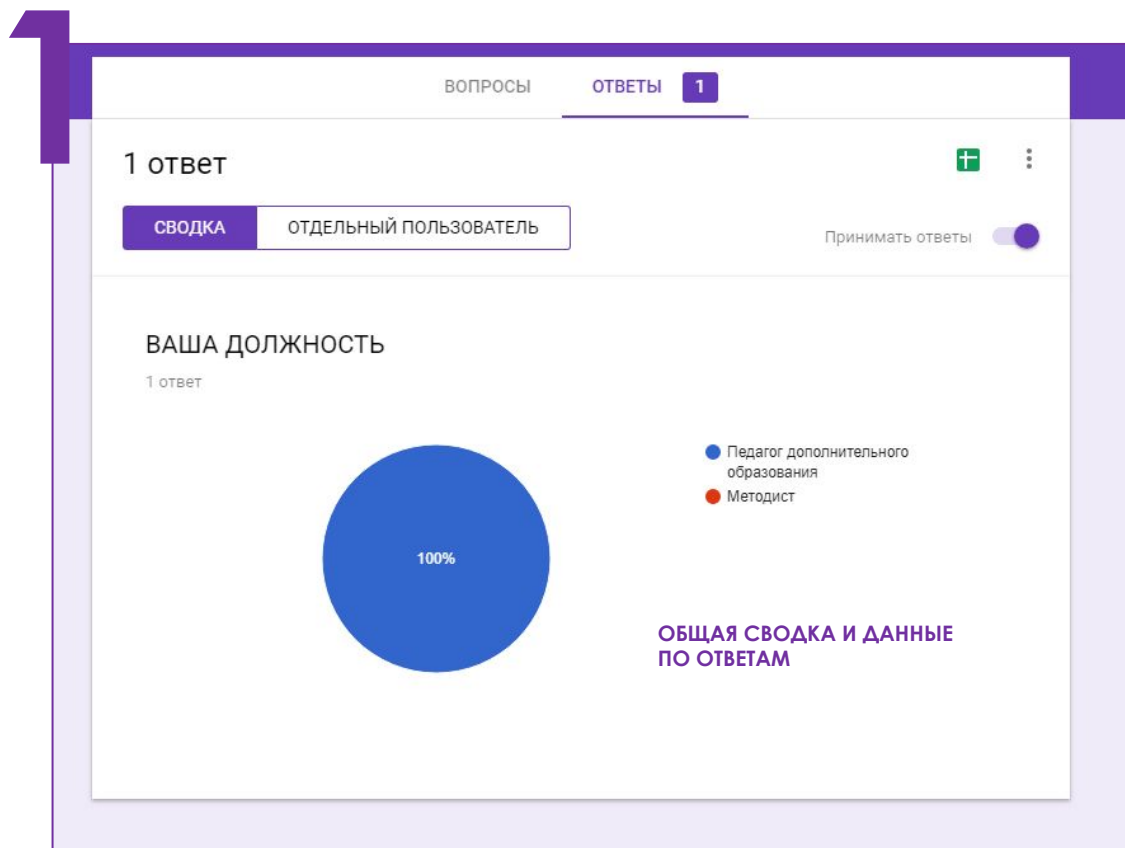 1
ВОПРОСЫ
ОТВЕТЫ 1
1 ответ
СВОДКА
ОТДЕЛЬНЫЙ ПОЛЬЗОВАТЕЛЬ
Принимать ответы
ВАША ДОЛЖНОСТЬ
1 ответ
Педагог дополнительного
образования
Методист
100%
ОБЩАЯ СВОДКА И ДАННЫЕ
ПО ОТВЕТАМ